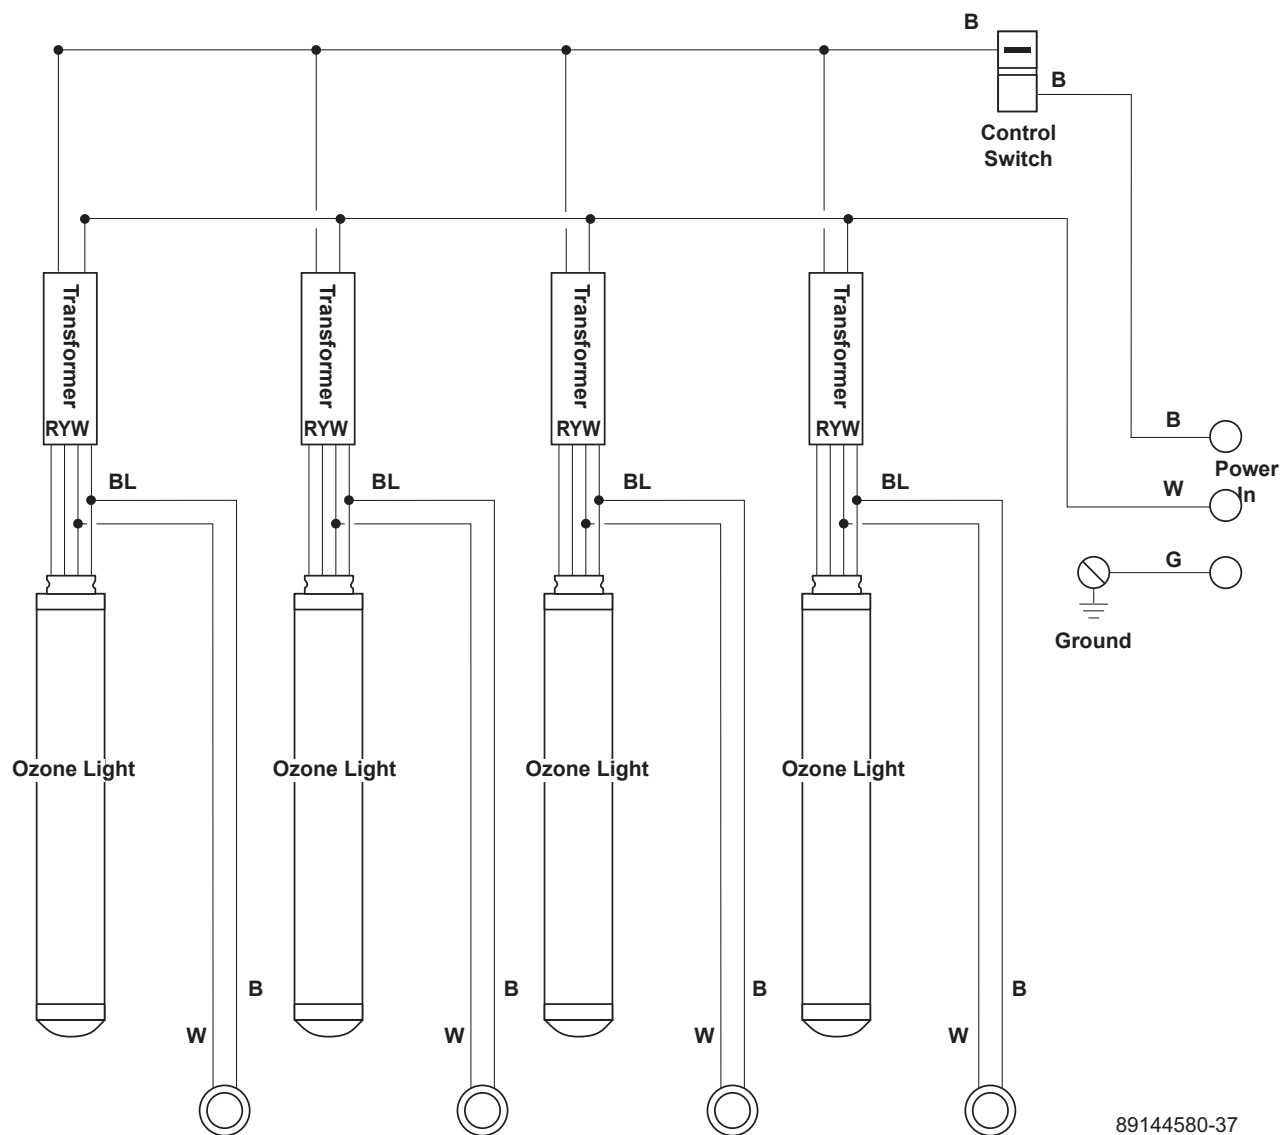 B
B
Control
Switch
Transformer
Transformer
Transformer
Transformer
RYW
RYW
RYW
RYW
B
Power
In
W
BL
BL
BL
BL
G
Ground
Ozone Light
Ozone Light
Ozone Light
Ozone Light
B
B
B
B
W
W
W
W
89144580-37